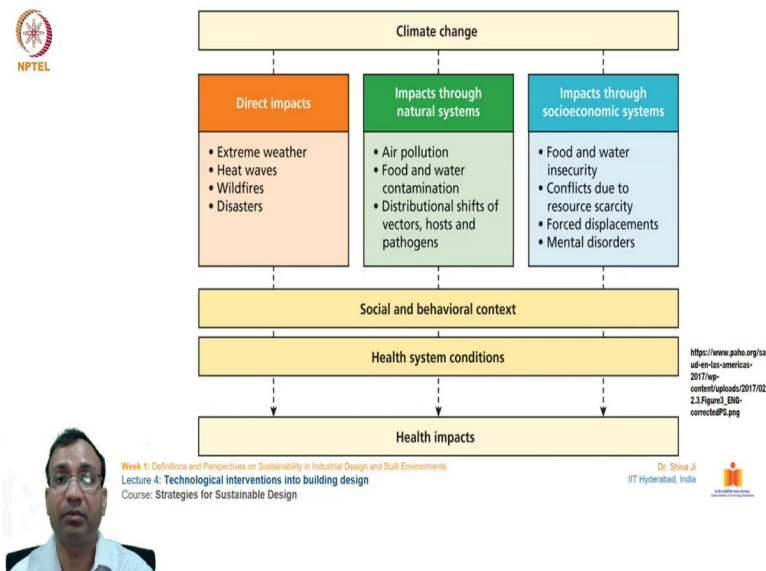 NPTEL
Climate change
Direct impacts
• Extreme weather
• Heat waves
• Wildfires
• Disasters
Impacts through
natural systems
• Air pollution
• Food and water
contamination
• Distributional shifts of
vectors, hosts and
pathogens
Impacts through
socioeconomic systems
• Food and water
insecurity
• Conflicts due to
resource scarcity
• Forced displacements
• Mental disorders
Social and behavioral context
Health system conditions
Health impacts
https://www.paho.org/sa
ud-en-las-americas-
2017/wp-
content/uploads/2017/02
2.3.Figure3_ENG-
correctedPS.png
Week 1: Definitions and Perspectives on Sustainability in Industrial Design and Built Environments
Lecture 4: Technological interventions into building design
Course: Strategies for Sustainable Design
Dr. Shiva Ji
IIT Hyderabad, India